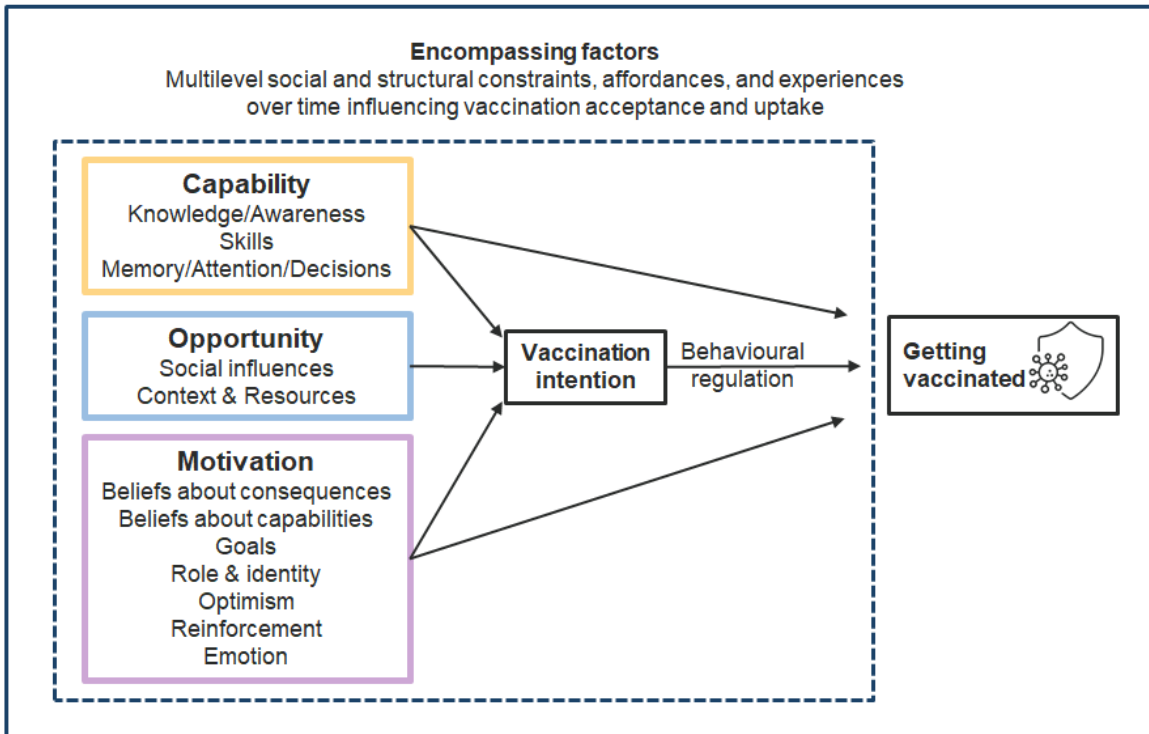 Encompassing factors
Multilevel social and structural constraints, affordances, and experiences
over time influencing vaccination acceptance and uptake
Capability
Knowledge/Awareness
Skills
Memory/Attention/Decisions
Opportunity
Social influences
Context & Resources
Motivation
Beliefs about consequences
Beliefs about capabilities
Goals
Role & identity
Optimism
Reinforcement
Emotion
Vaccination
intention
Behavioural
regulation
Getting
vaccinated